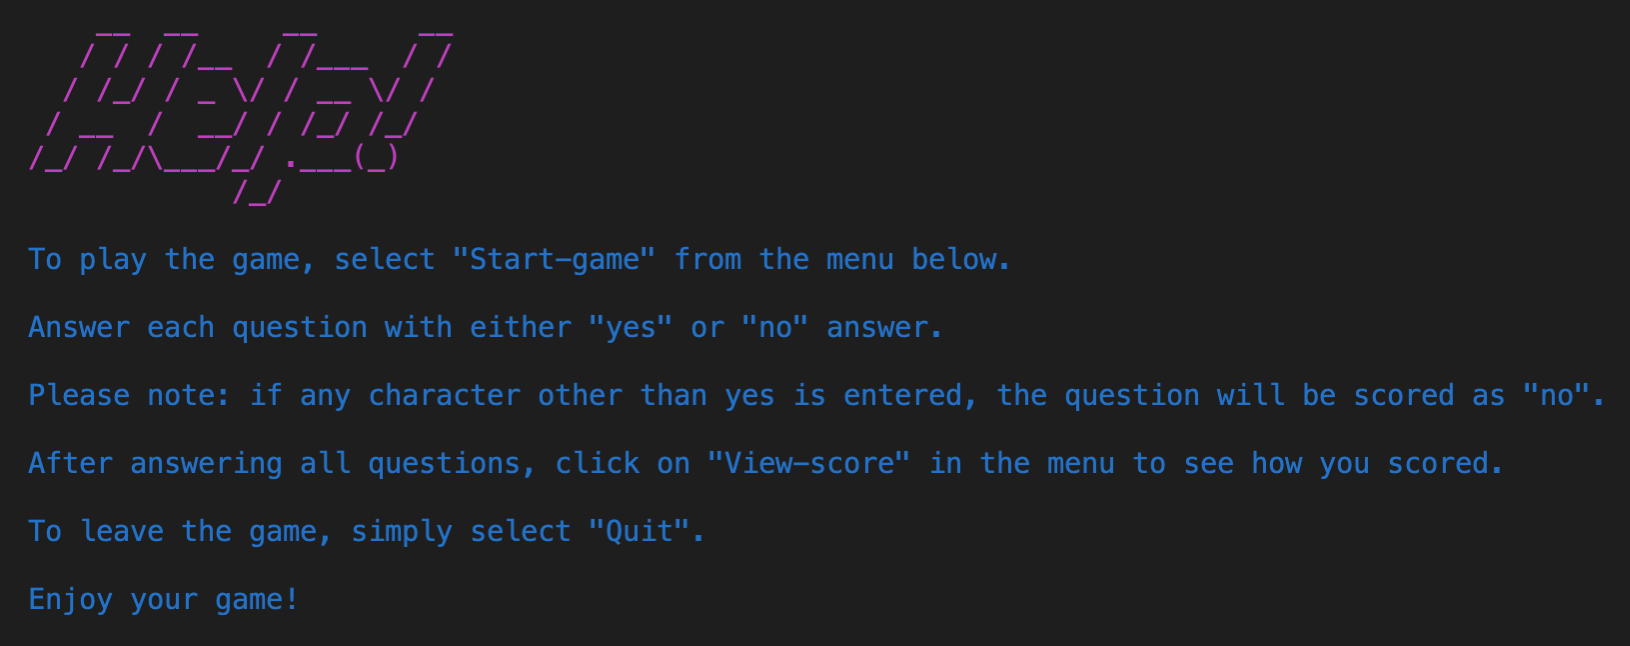 Help!
To play the game, select "Start-game" from the menu below.
Answer each question with either "yes" or "no" answer.
Please note: if any character other than yes is entered, the question will be scored as "no".
After answering all questions, click on "View-score" in the menu to see how you scored.
To leave the game, simply select "Quit".
Enjoy your game!